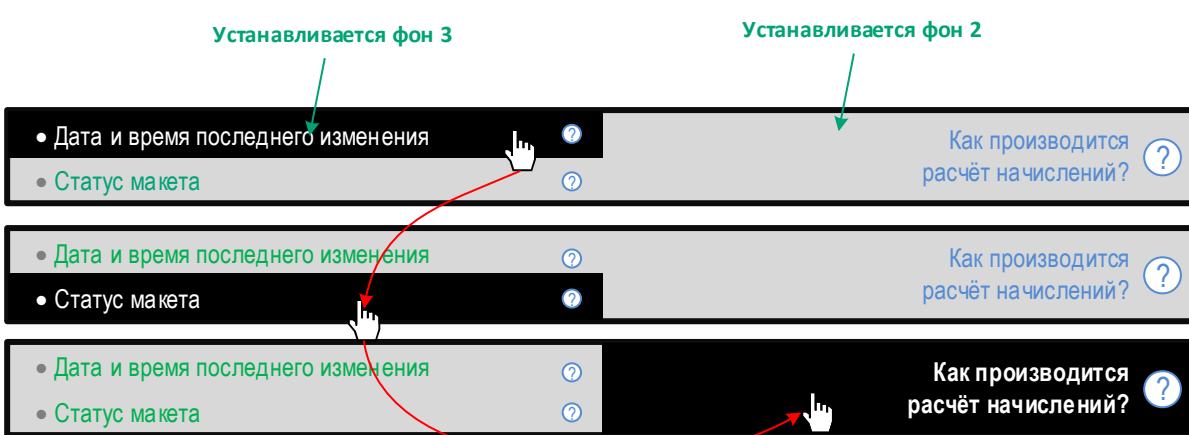 Устанавливается фон 3
Устанавливается фон 2
● Дата и время последнего изменения ?
● Статус макета ?
Как производится
расчёт начислений? ?
● Дата и время последнего изменения ?
● Статус макета ?
Как производится
расчёт начислений? ?
● Дата и время последнего изменения ?
● Статус макета ?
Как производится
расчёт начислений? ?